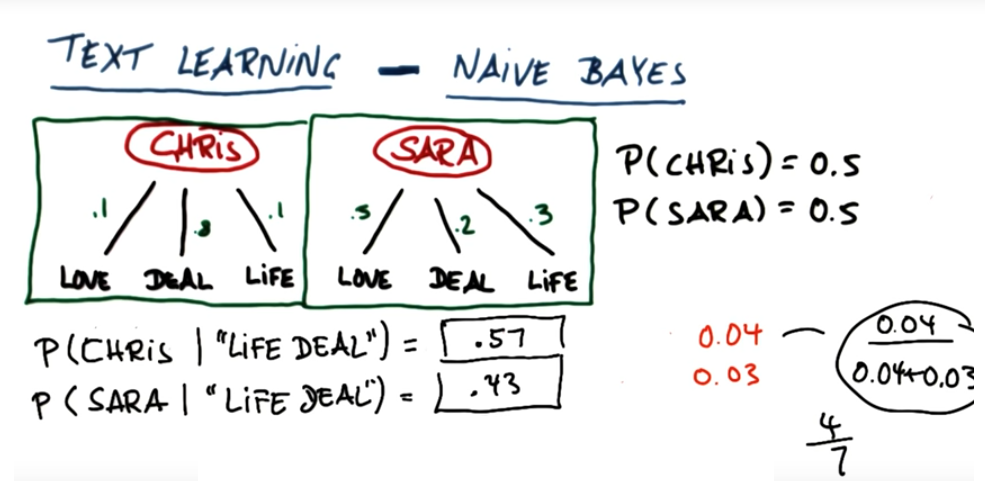 TEXT LEARNING – NAIVE BAYES
CHRIS
.1 .8 .1
LOVE DEAL LIFE
SARA
.5 .2 .3
LOVE DEAL LIFE
P(CHRIS) = 0.5
P(SARA) = 0.5
P(CHRIS | "LIFE DEAL") = .57
P(SARA | "LIFE DEAL") = .43
0.04
0.03
0.04
0.04+0.03
4
7